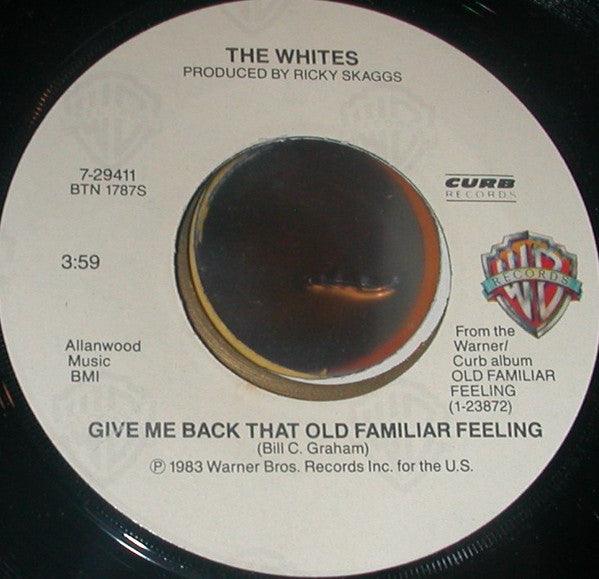 THE WHITES
PRODUCED BY RICKY SKAGGS
7-29411
BTN 1787S
CURB
RECORDS
3:59
WB
RECORDS
Allanwood
Music
BMI
From the
Warner/
Curb album
OLD FAMILIAR
FEELING
(1-23872)
GIVE ME BACK THAT OLD FAMILIAR FEELING
(Bill C. Graham)
℗ 1983 Warner Bros. Records Inc. for the U.S.